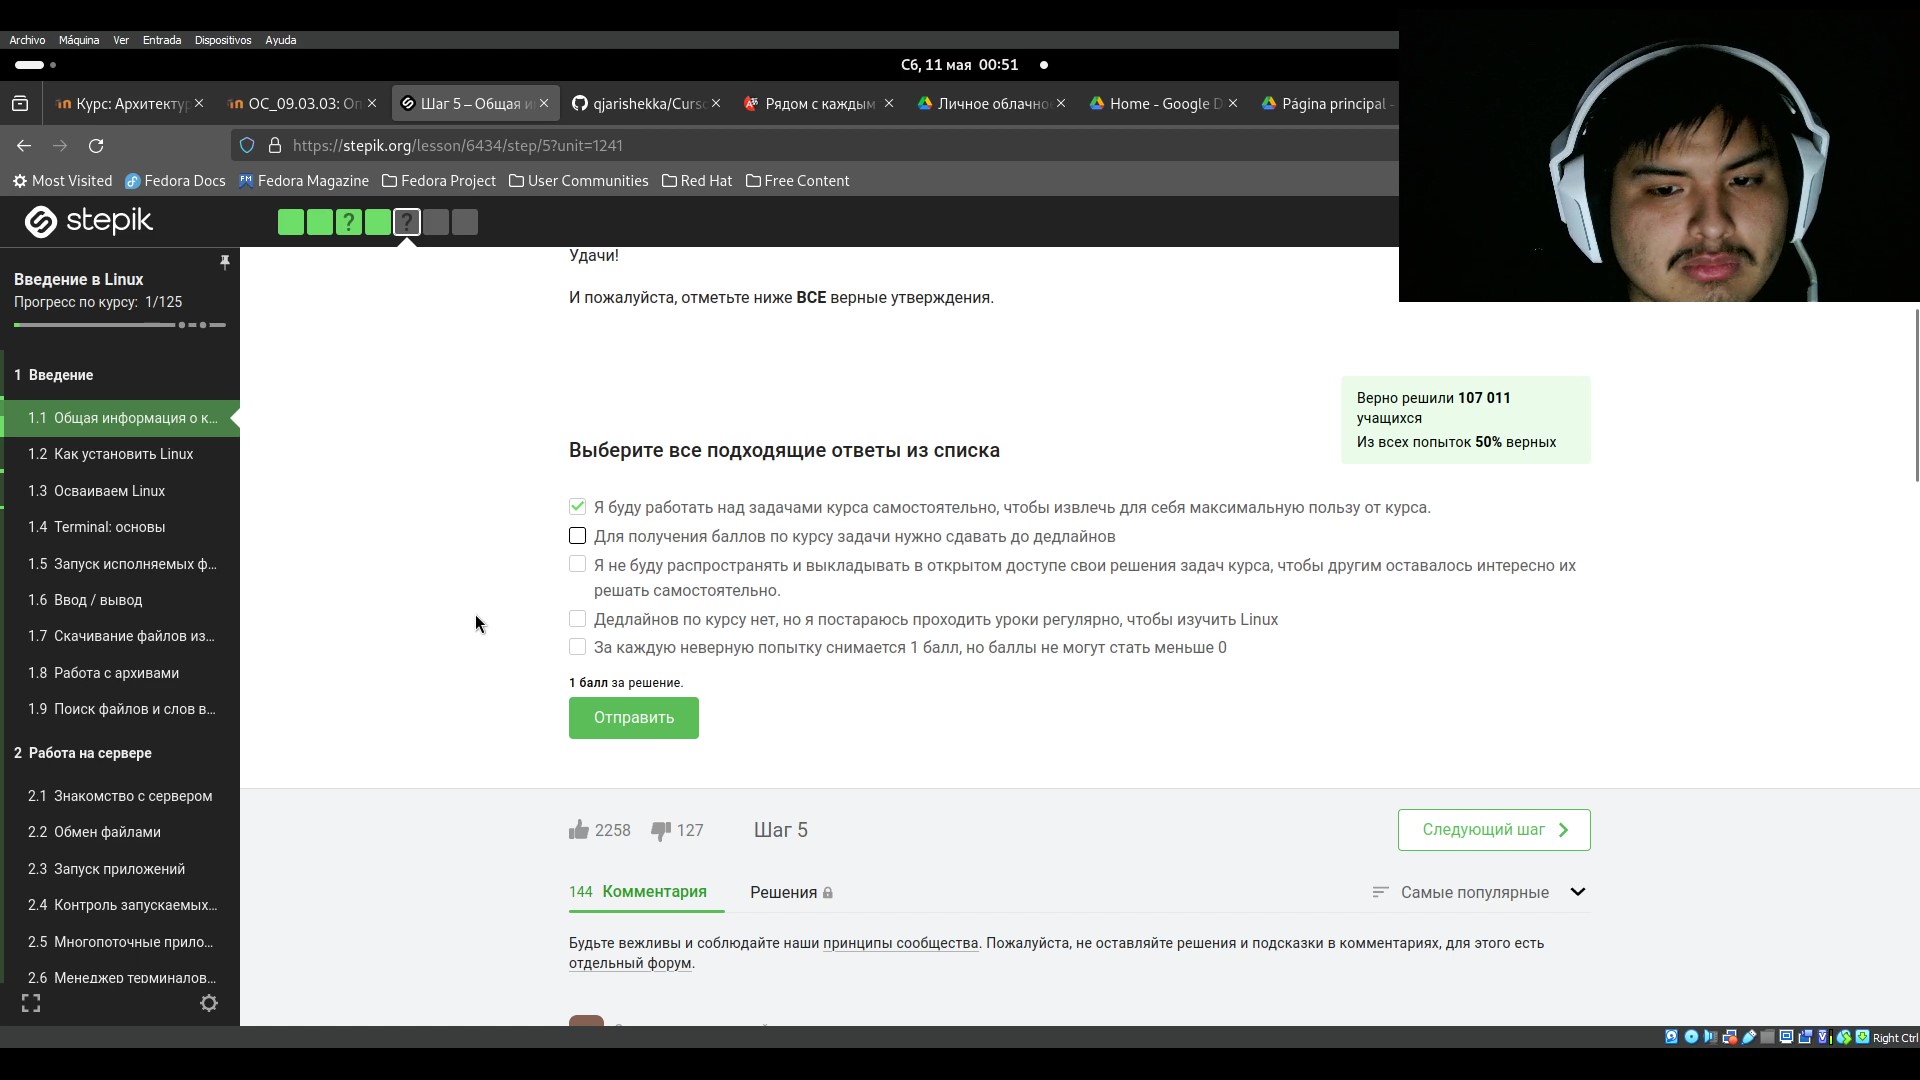 Archivo Máquina Ver Entrada Dispositivos Ayuda
Сб, 11 мая 00:51
Курс: Архитектур
ОС_09.03.03: Оп
Шаг 5 – Общая и
qjarishekka/Curs
Рядом с каждым
Личное облачно
Home - Google D
Página principal -
https://stepik.org/lesson/6434/step/5?unit=1241
Most Visited Fedora Docs Fedora Magazine Fedora Project User Communities Red Hat Free Content
stepik
? ?
Введение в Linux
Прогресс по курсу: 1/125
1 Введение
1.1 Общая информация о к...
1.2 Как установить Linux
1.3 Осваиваем Linux
1.4 Terminal: основы
1.5 Запуск исполняемых ф...
1.6 Ввод / вывод
1.7 Скачивание файлов из...
1.8 Работа с архивами
1.9 Поиск файлов и слов в...
2 Работа на сервере
2.1 Знакомство с сервером
2.2 Обмен файлами
2.3 Запуск приложений
2.4 Контроль запускаемых...
2.5 Многопоточные прило...
2.6 Менеджер терминалов...
Удачи!
И пожалуйста, отметьте ниже ВСЕ верные утверждения.
Верно решили 107 011
учащихся
Из всех попыток 50% верных
Выберите все подходящие ответы из списка
Я буду работать над задачами курса самостоятельно, чтобы извлечь для себя максимальную пользу от курса.
Для получения баллов по курсу задачи нужно сдавать до дедлайнов
Я не буду распространять и выкладывать в открытом доступе свои решения задач курса, чтобы другим оставалось интересно их
решать самостоятельно.
Дедлайнов по курсу нет, но я постараюсь проходить уроки регулярно, чтобы изучить Linux
За каждую неверную попытку снимается 1 балл, но баллы не могут стать меньше 0
1 балл за решение.
Отправить
2258 127 Шаг 5
Следующий шаг
144 Комментария Решения
Самые популярные
Будьте вежливы и соблюдайте наши принципы сообщества. Пожалуйста, не оставляйте решения и подсказки в комментариях, для этого есть
отдельный форум.
Right Ctrl